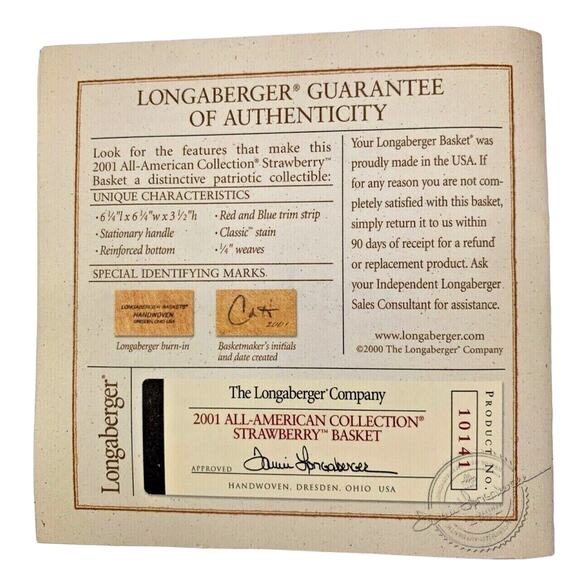 LONGABERGER® GUARANTEE
OF AUTHENTICITY
Look for the features that make this
2001 All-American Collection® Strawberry™
Basket a distinctive patriotic collectible:
UNIQUE CHARACTERISTICS
• 6 ¼"l x 6 ¼"w x 3 ½"h
• Stationary handle
• Reinforced bottom
• Red and Blue trim strip
• Classic™ stain
• ¼" weaves
SPECIAL IDENTIFYING MARKS
LONGABERGER BASKETS®
HANDWOVEN
DRESDEN, OHIO USA
Longaberger burn-in
2001
Basketmaker's initials
and date created
Your Longaberger Basket® was
proudly made in the USA. If
for any reason you are not com-
pletely satisfied with this basket,
simply return it to us within
90 days of receipt for a refund
or replacement product. Ask
your Independent Longaberger
Sales Consultant for assistance.
www.longaberger.com
©2000 The Longaberger® Company
Longaberger®
The Longaberger® Company
2001 ALL-AMERICAN COLLECTION®
STRAWBERRY™ BASKET
APPROVED Tami Longaberger
HANDWOVEN, DRESDEN, OHIO USA
PRODUCT NO.
10141